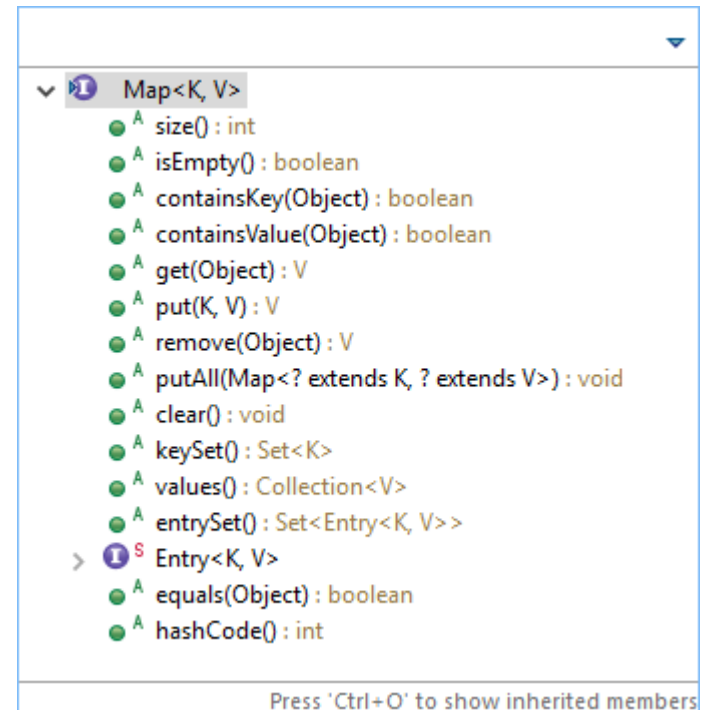 Map<K, V>
A size() : int
A isEmpty() : boolean
A containsKey(Object) : boolean
A containsValue(Object) : boolean
A get(Object) : V
A put(K, V) : V
A remove(Object) : V
A putAll(Map<? extends K, ? extends V>) : void
A clear() : void
A keySet() : Set<K>
A values() : Collection<V>
A entrySet() : Set<Entry<K, V>>
I S Entry<K, V>
A equals(Object) : boolean
A hashCode() : int
Press 'Ctrl+O' to show inherited members